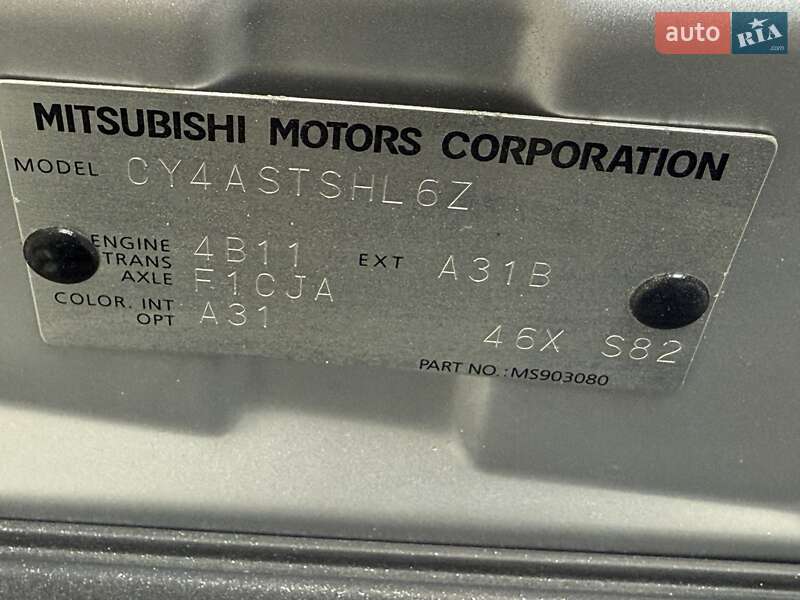 auto RIA.com
MITSUBISHI MOTORS CORPORATION
MODEL CY4ASTSHL6Z
ENGINE 4B11 EXT A31B
TRANS AXLE F1CJA
COLOR. INT OPT A31
46X S82
PART NO.:MS903080